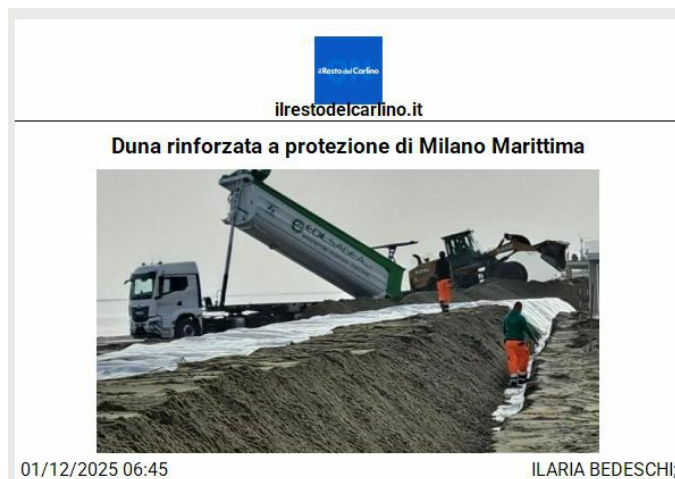 il Resto del Carlino
ilrestodelcarlino.it
Duna rinforzata a protezione di Milano Marittima
EDILSAGEA
01/12/2025 06:45
ILARIA BEDESCHI;